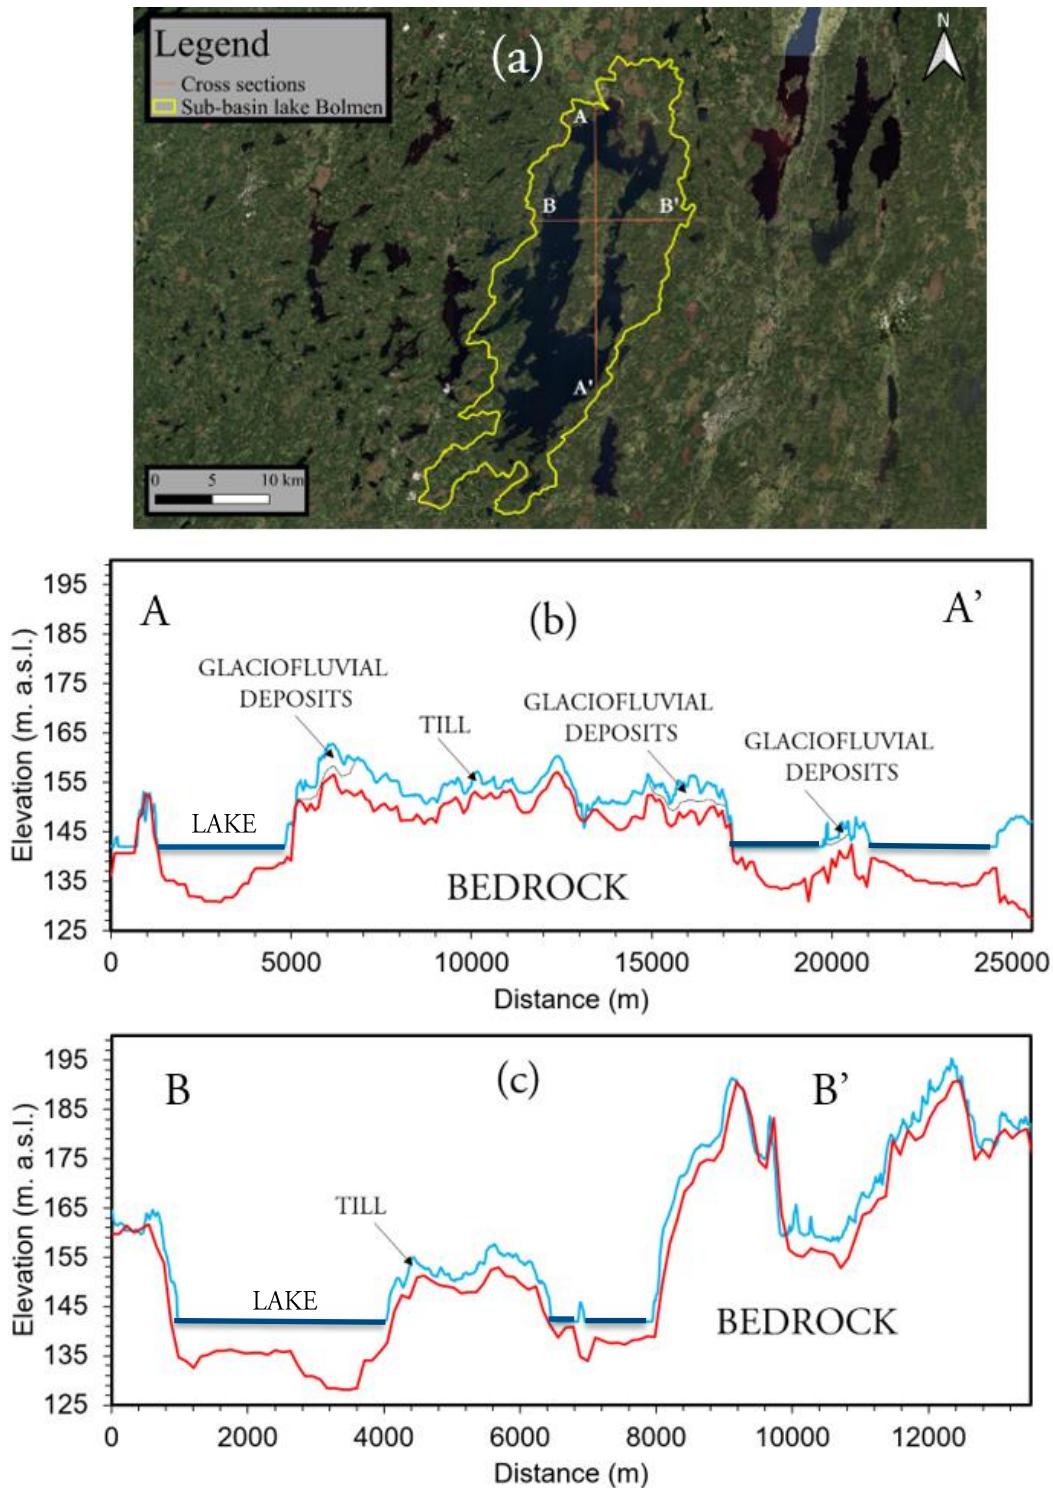 Legend
Cross sections
Sub-basin lake Bolmen
(a)
N
A
B
B'
A'
0 5 10 km
195
185
175
165
155
145
135
125
Elevation (m. a.s.l.)
A
(b)
A’
GLACIOFLUVIAL
DEPOSITS
TILL
GLACIOFLUVIAL
DEPOSITS
GLACIOFLUVIAL
DEPOSITS
LAKE
BEDROCK
0 5000 10000 15000 20000 25000
Distance (m)
195
185
175
165
155
145
135
125
Elevation (m. a.s.l.)
B
(c)
B’
TILL
LAKE
BEDROCK
0 2000 4000 6000 8000 10000 12000
Distance (m)